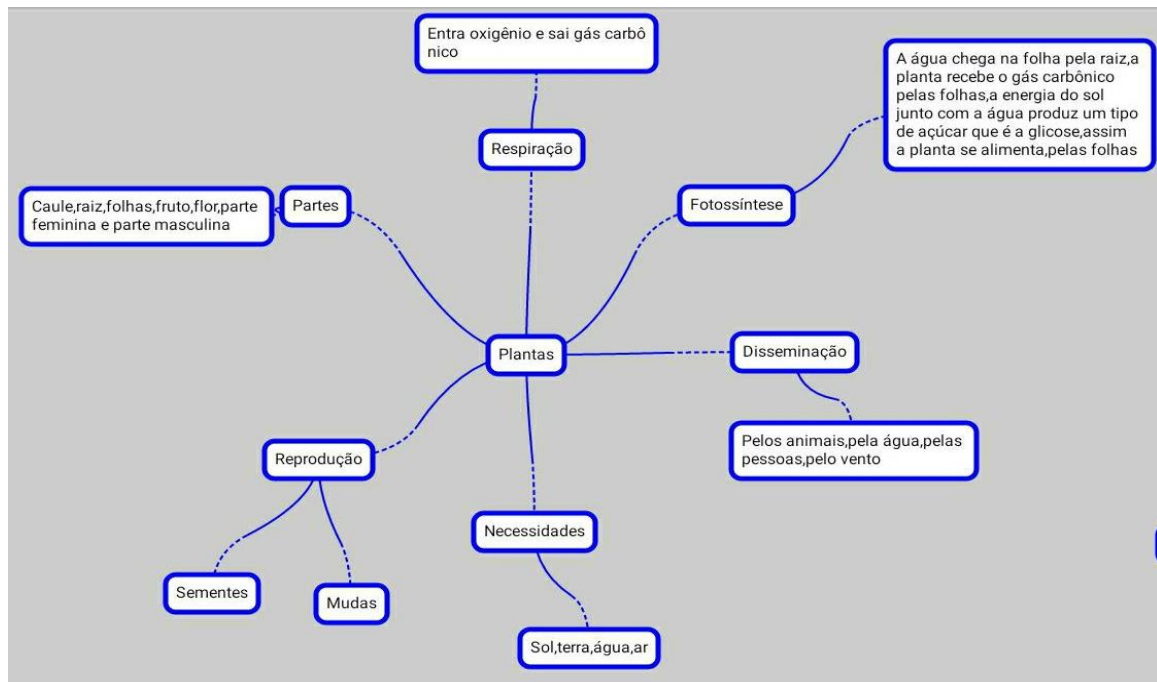 Entra oxigênio e sai gás carbô
nico
A água chega na folha pela raiz,a
planta recebe o gás carbônico
pelas folhas,a energia do sol
junto com a água produz um tipo
de açúcar que é a glicose,assim
a planta se alimenta,pelas folhas
Respiração
Caule,raiz,folhas,fruto,flor,parte
feminina e parte masculina
Partes
Fotossíntese
Plantas
Disseminação
Pelos animais,pela água,pelas
pessoas,pelo vento
Reprodução
Necessidades
Sementes
Mudas
Sol,terra,água,ar